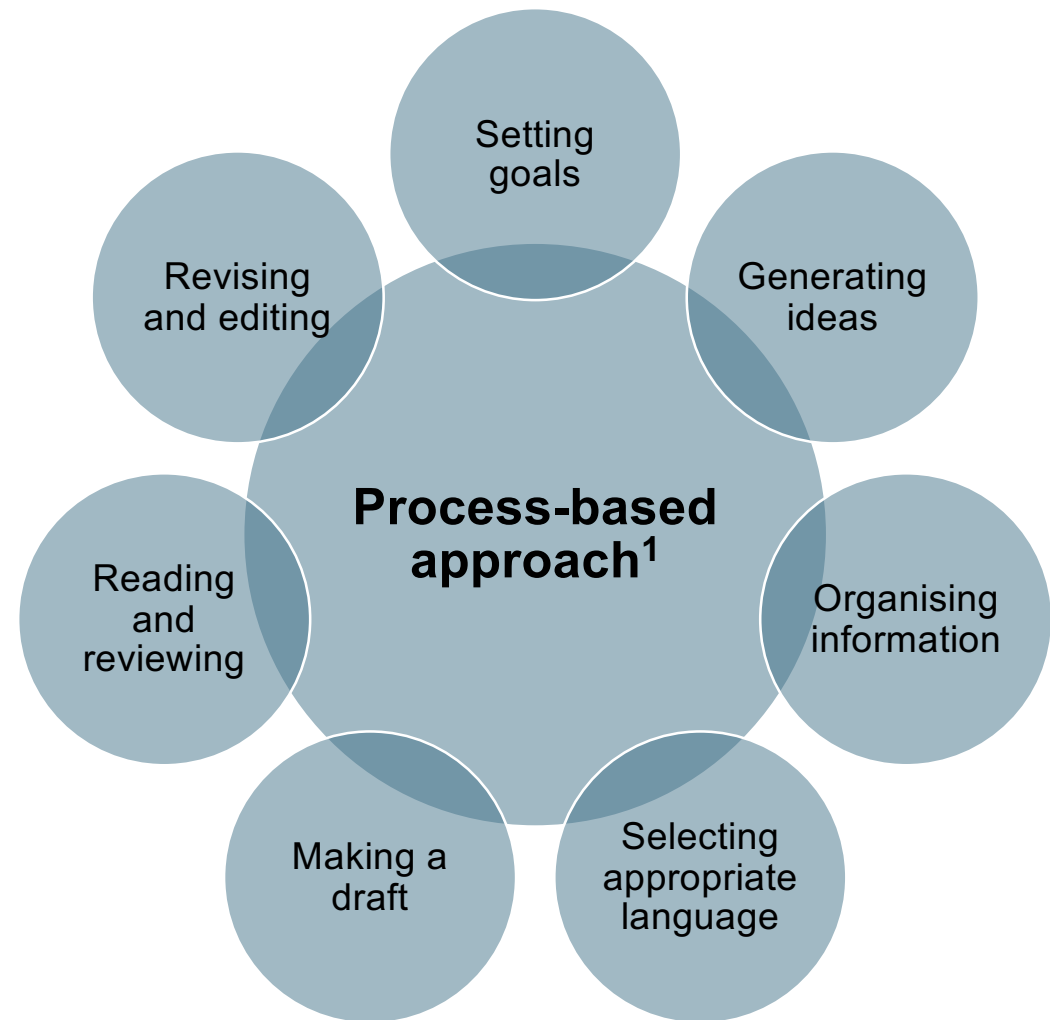 Process-based
approach¹
Setting
goals
Generating
ideas
Organising
information
Selecting
appropriate
language
Making a
draft
Reading
and
reviewing
Revising
and editing